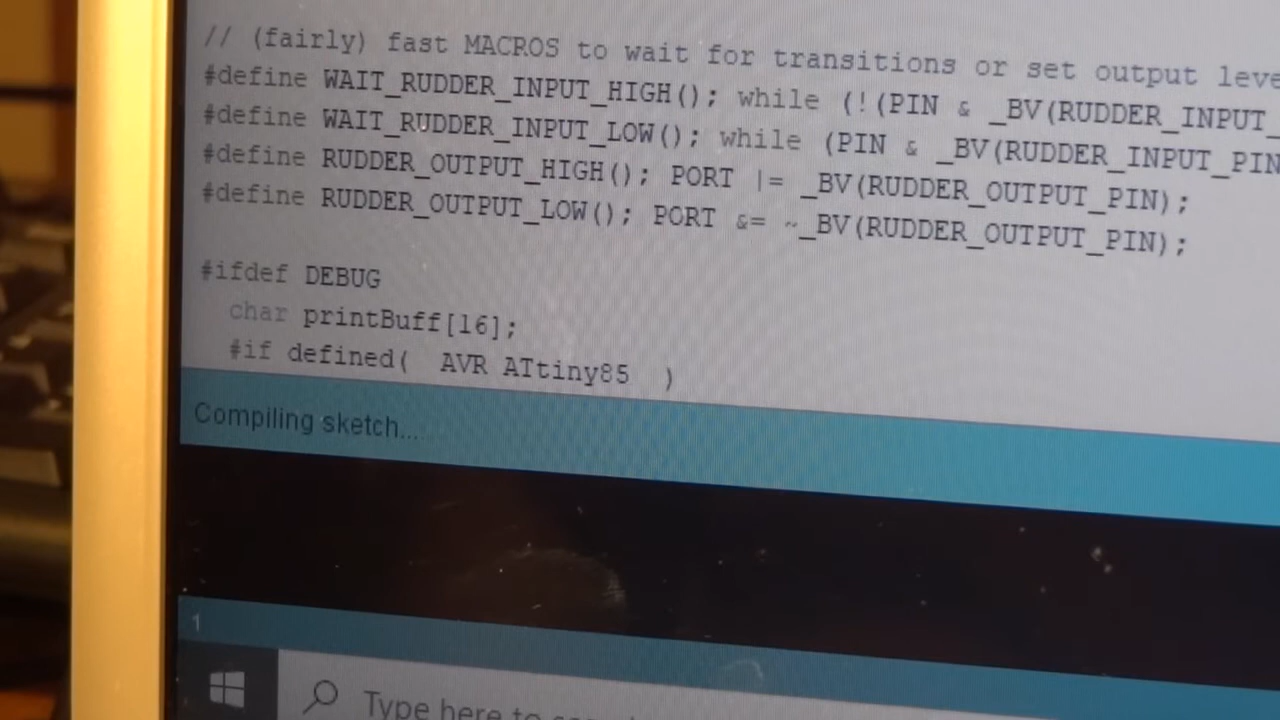 // (fairly) fast MACROS to wait for transitions or set output leve
#define WAIT_RUDDER_INPUT_HIGH(); while (!(PIN & _BV(RUDDER_INPUT_
#define WAIT_RUDDER_INPUT_LOW(); while (PIN & _BV(RUDDER_INPUT_PIN
#define RUDDER_OUTPUT_HIGH(); PORT |= _BV(RUDDER_OUTPUT_PIN);
#define RUDDER_OUTPUT_LOW(); PORT &= ~_BV(RUDDER_OUTPUT_PIN);
#ifdef DEBUG
char printBuff[16];
#if defined( AVR ATtiny85 )
Compiling sketch...
1
Type here to